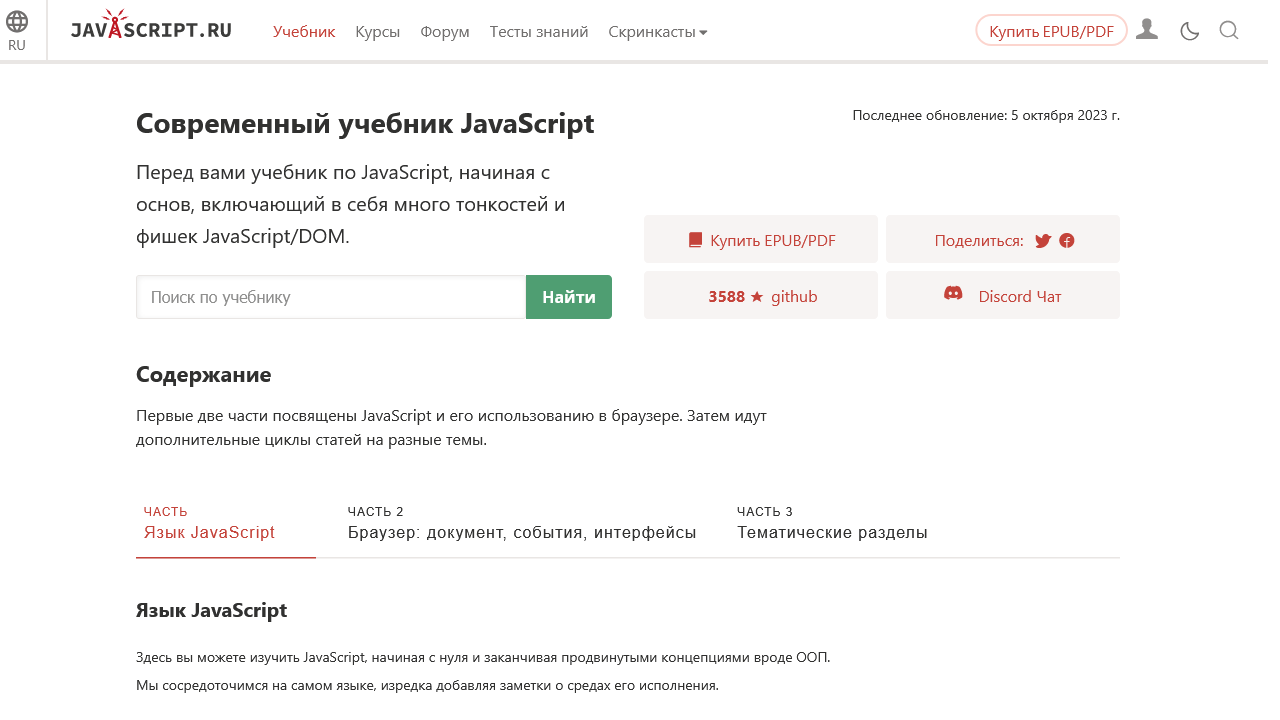 RU
JAVASCRIPT.RU
Учебник Курсы Форум Тесты знаний Скринкасты
Купить EPUB/PDF
Современный учебник JavaScript
Последнее обновление: 5 октября 2023 г.
Перед вами учебник по JavaScript, начиная с
основ, включающий в себя много тонкостей и
фишек JavaScript/DOM.
Поиск по учебнику
Найти
Купить EPUB/PDF
Поделиться:
3588 ★ github
Discord Чат
Содержание
Первые две части посвящены JavaScript и его использованию в браузере. Затем идут
дополнительные циклы статей на разные темы.
ЧАСТЬ
Язык JavaScript
ЧАСТЬ 2
Браузер: документ, события, интерфейсы
ЧАСТЬ 3
Тематические разделы
Язык JavaScript
Здесь вы можете изучить JavaScript, начиная с нуля и заканчивая продвинутыми концепциями вроде ООП.
Мы сосредоточимся на самом языке, изредка добавляя заметки о средах его исполнения.